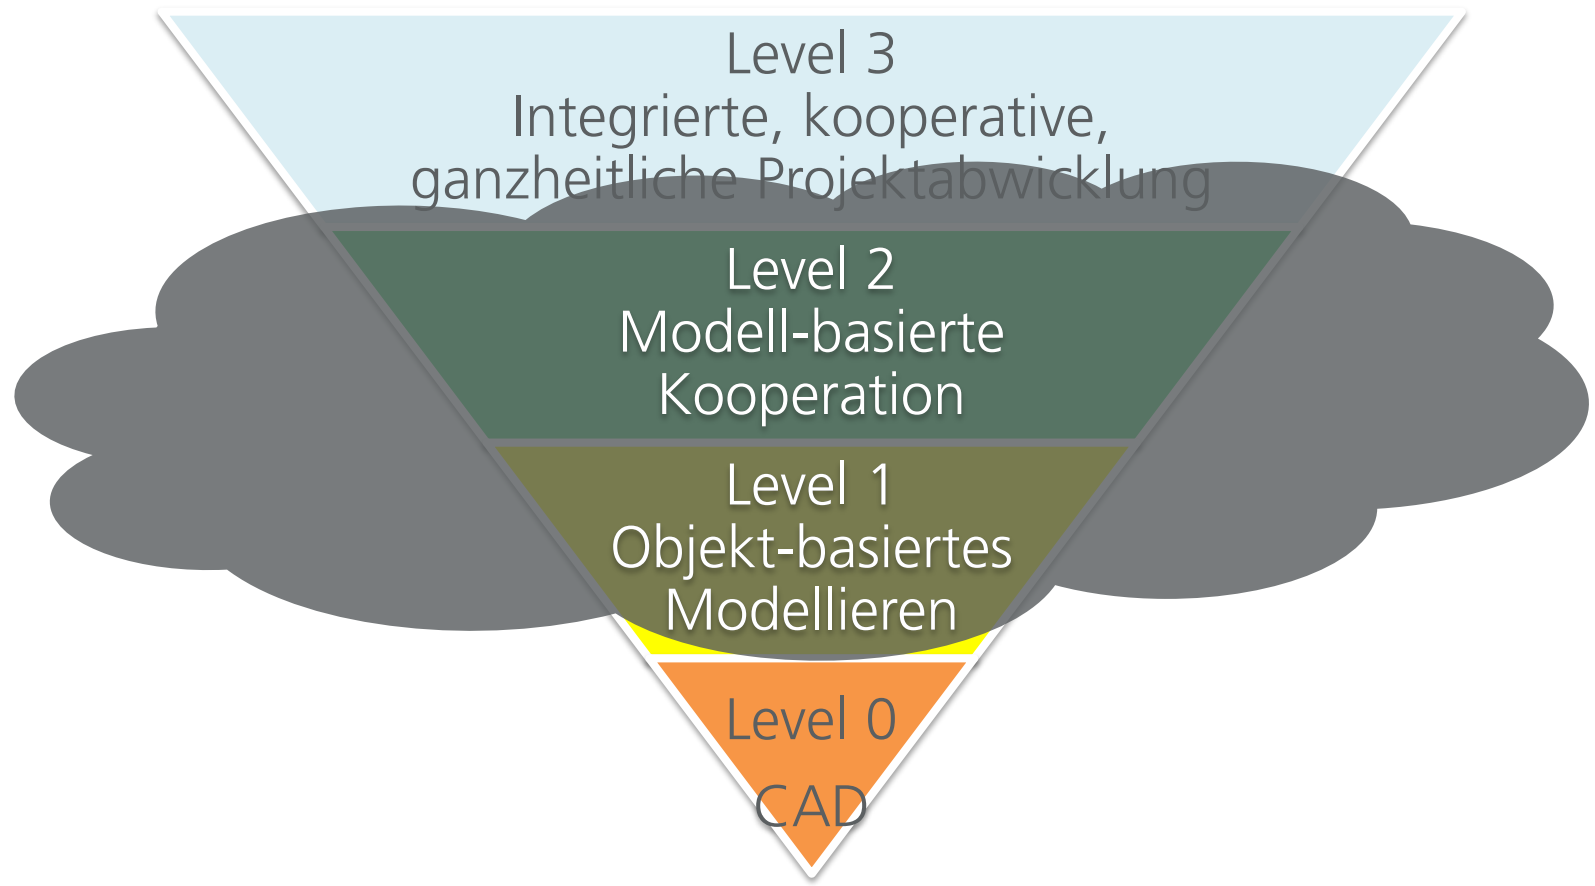 Level 3
Integrierte, kooperative,
ganzheitliche Projektabwicklung
Level 2
Modell-basierte
Kooperation
Level 1
Objekt-basiertes
Modellieren
Level 0
CAD